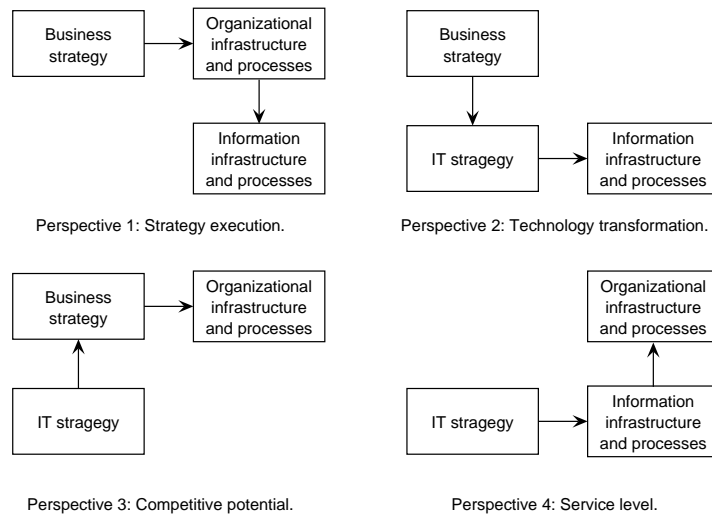 Business
strategy
Organizational
infrastructure
and processes
Information
infrastructure
and processes
Perspective 1: Strategy execution.
Business
strategy
IT stragegy
Information
infrastructure
and processes
Perspective 2: Technology transformation.
Business
strategy
Organizational
infrastructure
and processes
IT stragegy
Perspective 3: Competitive potential.
Organizational
infrastructure
and processes
IT stragegy
Information
infrastructure
and processes
Perspective 4: Service level.